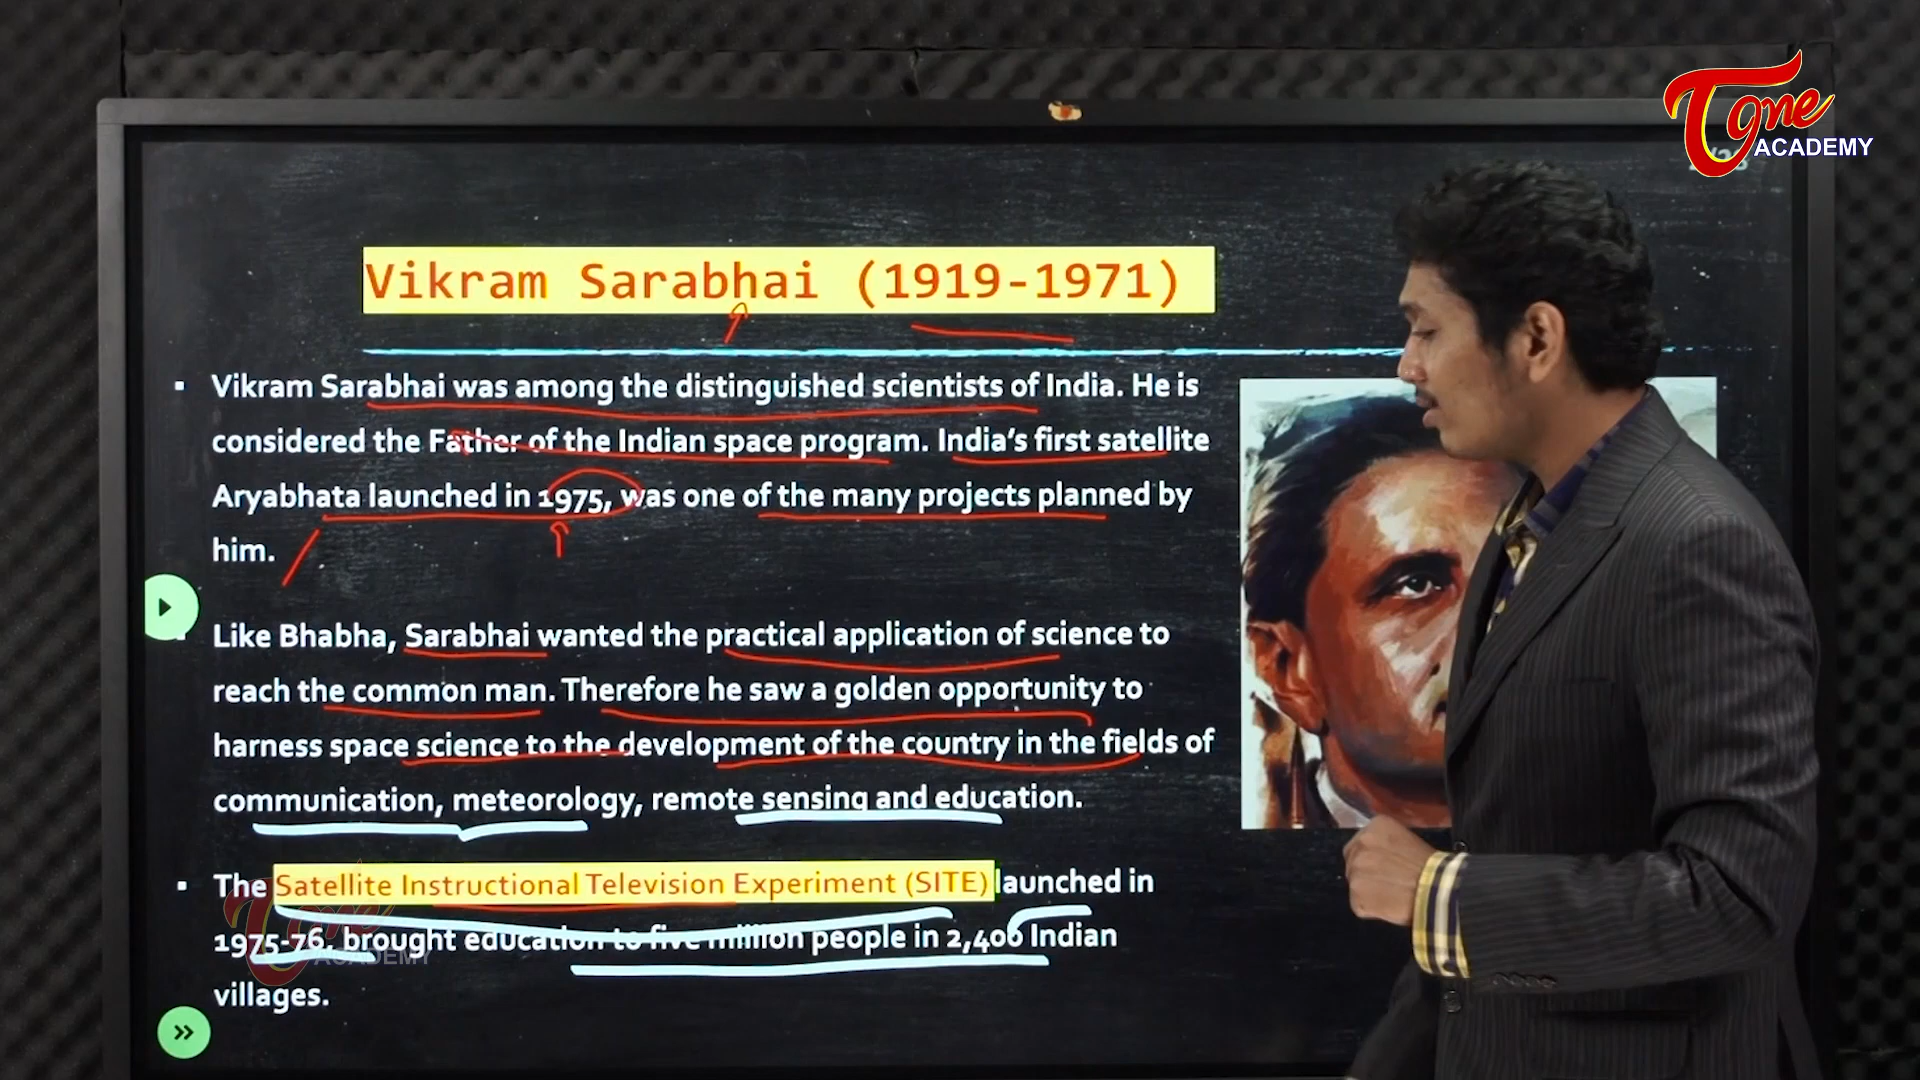 Tone
ACADEMY
Vikram Sarabhai (1919-1971)
Vikram Sarabhai was among the distinguished scientists of India. He is
considered the Father of the Indian space program. India's first satellite
Aryabhata launched in 1975, was one of the many projects planned by
him.
Like Bhabha, Sarabhai wanted the practical application of science to
reach the common man. Therefore he saw a golden opportunity to
harness space science to the development of the country in the fields of
communication, meteorology, remote sensing and education.
The Satellite Instructional Television Experiment (SITE) launched in
1975-76, brought education to five million people in 2,400 Indian
villages.
Tone
ACADEMY